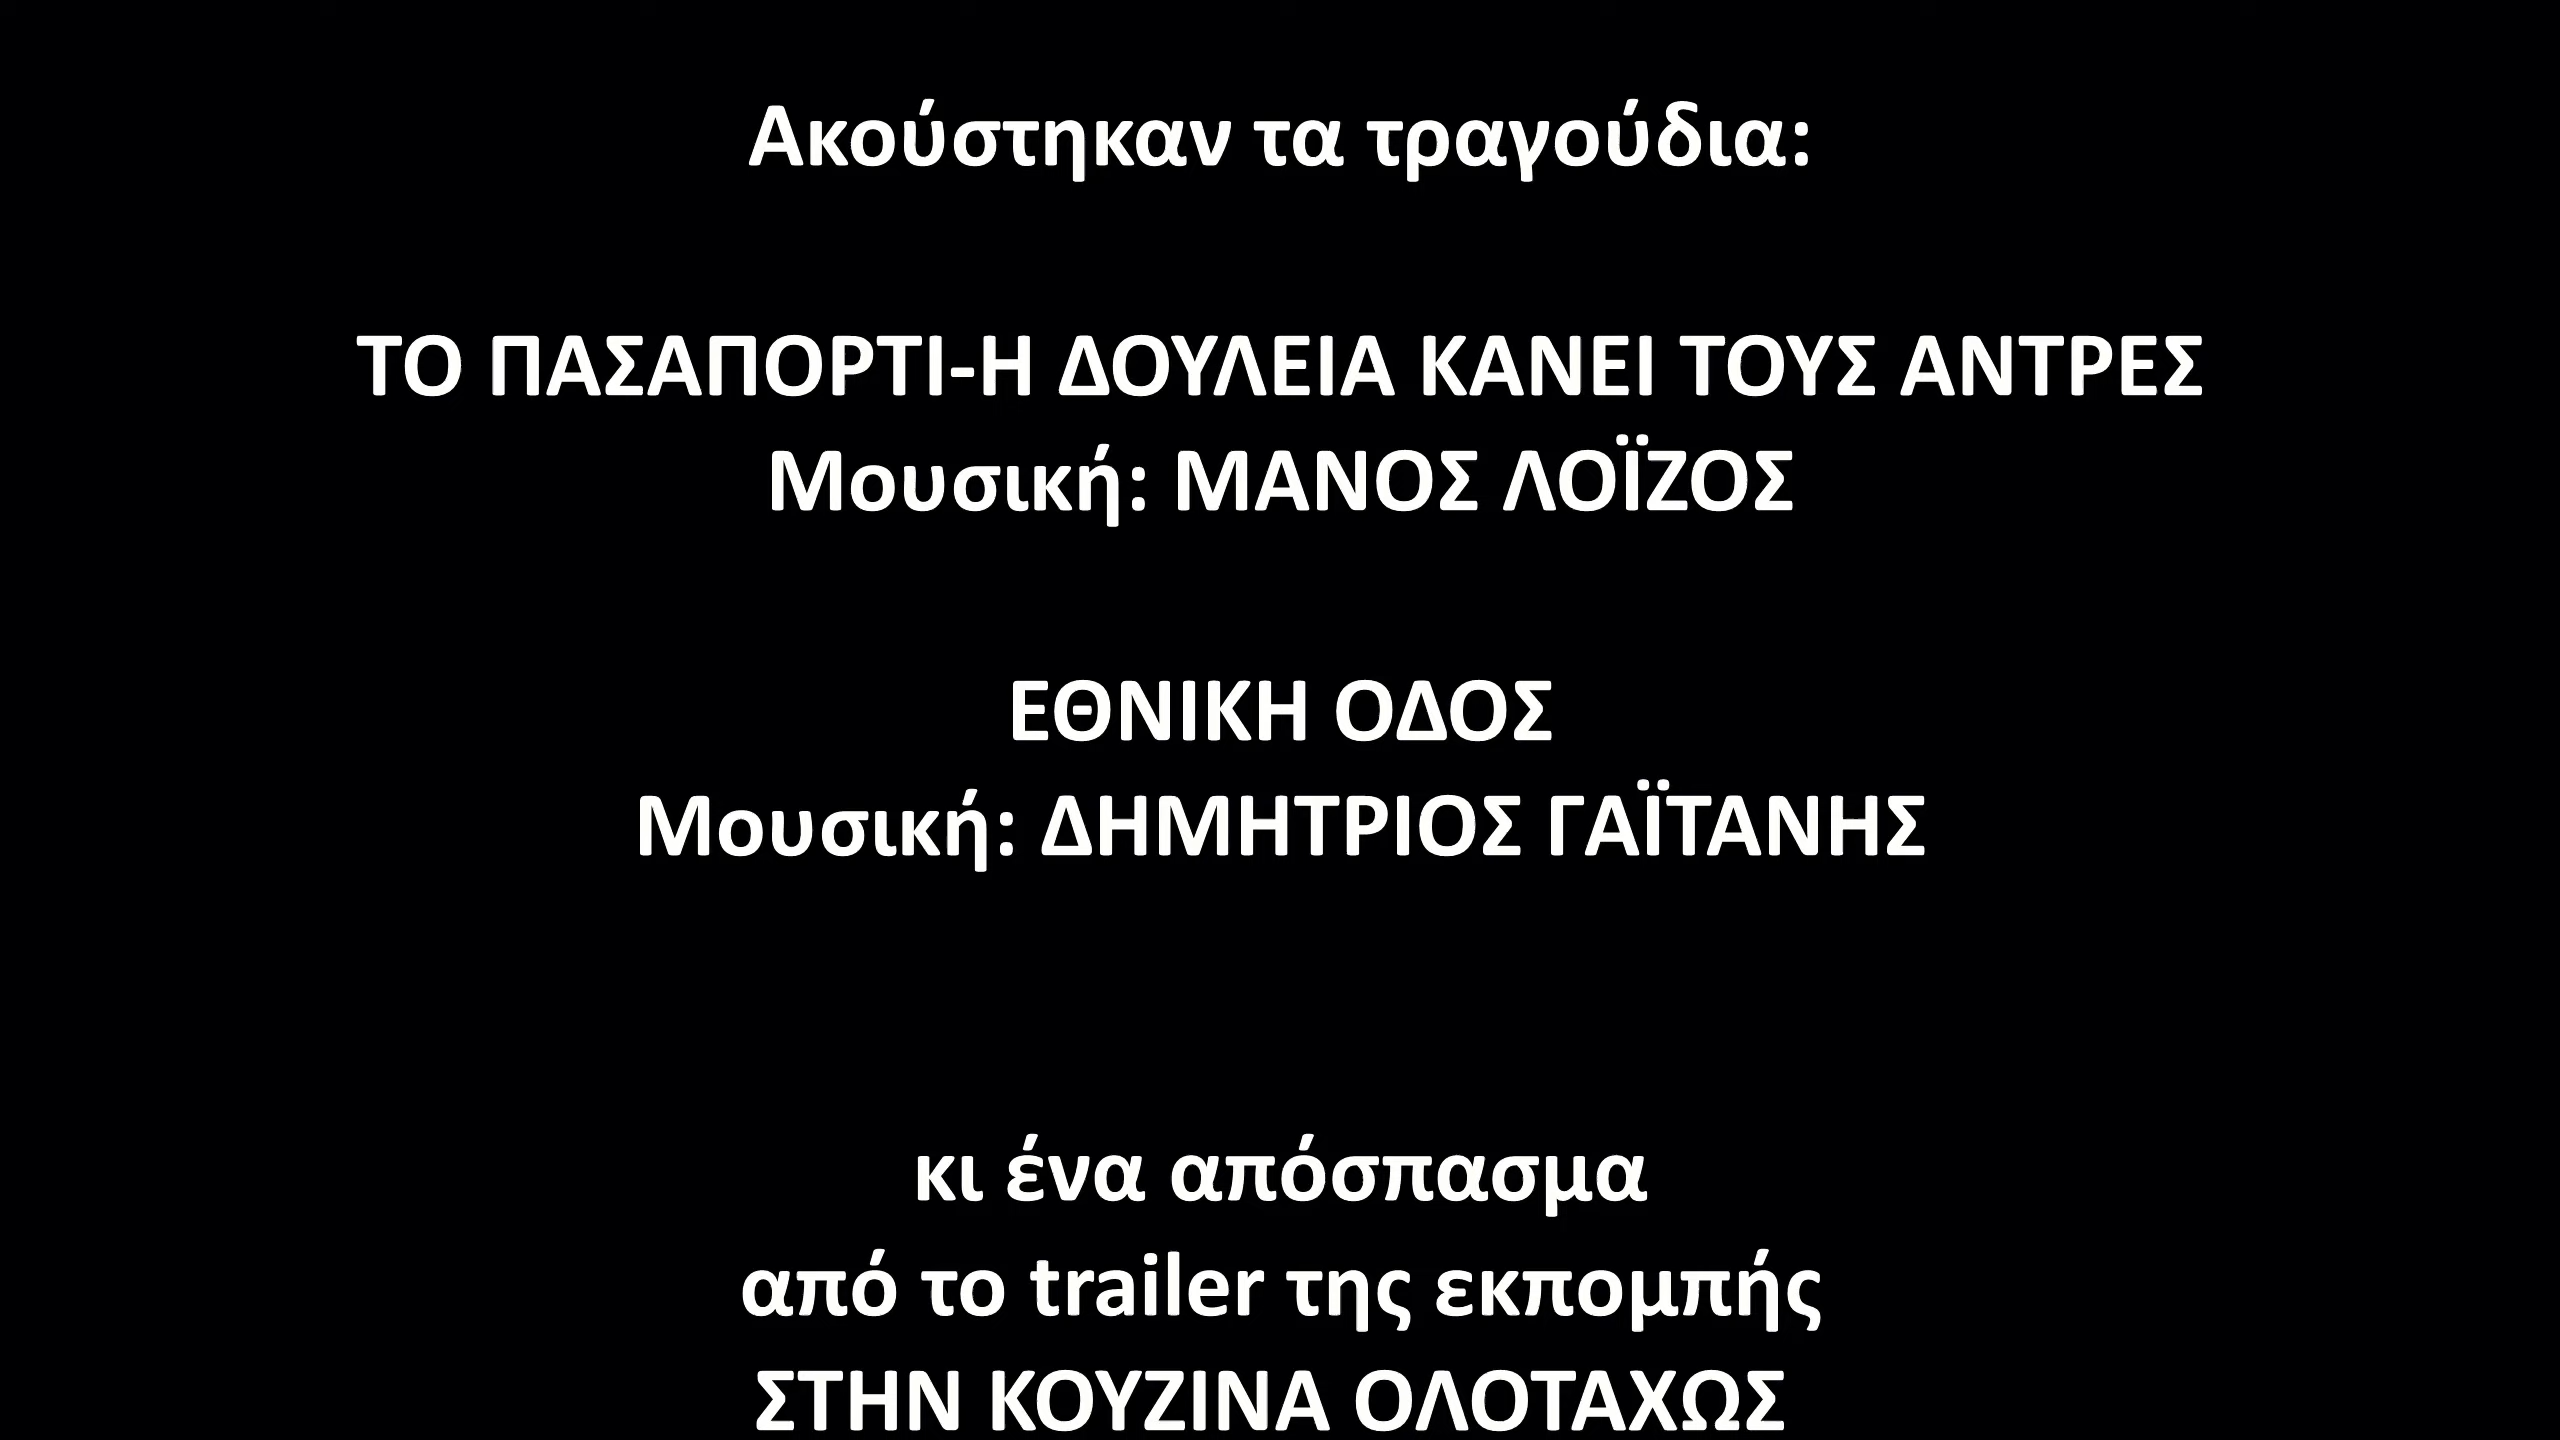 Ακούστηκαν τα τραγούδια:
ΤΟ ΠΑΣΑΠΟΡΤΙ-Η ΔΟΥΛΕΙΑ ΚΑΝΕΙ ΤΟΥΣ ΑΝΤΡΕΣ
Μουσική: ΜΑΝΟΣ ΛΟΪΖΟΣ
ΕΘΝΙΚΗ ΟΔΟΣ
Μουσική: ΔΗΜΗΤΡΙΟΣ ΓΑΪΤΑΝΗΣ
κι ένα απόσπασμα
από το trailer της εκπομπής
ΣΤΗΝ ΚΟΥΖΙΝΑ ΟΛΟΤΑΧΩΣ